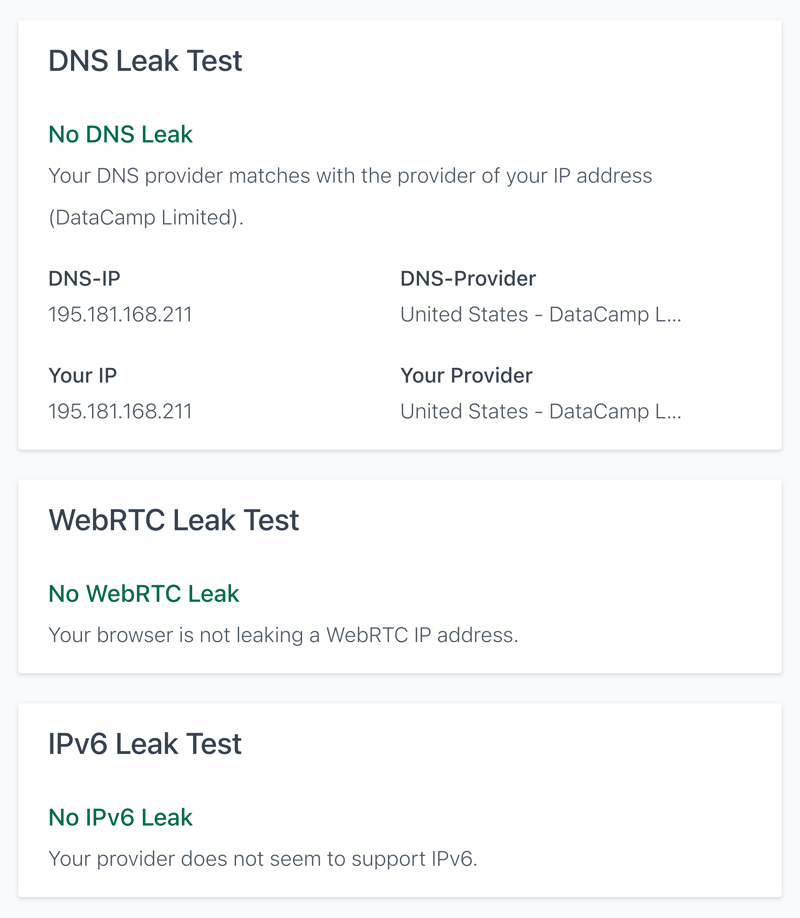 DNS Leak Test
No DNS Leak
Your DNS provider matches with the provider of your IP address
(DataCamp Limited).
DNS-IP
DNS-Provider
195.181.168.211
United States - DataCamp L...
Your IP
Your Provider
195.181.168.211
United States - DataCamp L...
WebRTC Leak Test
No WebRTC Leak
Your browser is not leaking a WebRTC IP address.
IPv6 Leak Test
No IPv6 Leak
Your provider does not seem to support IPv6.